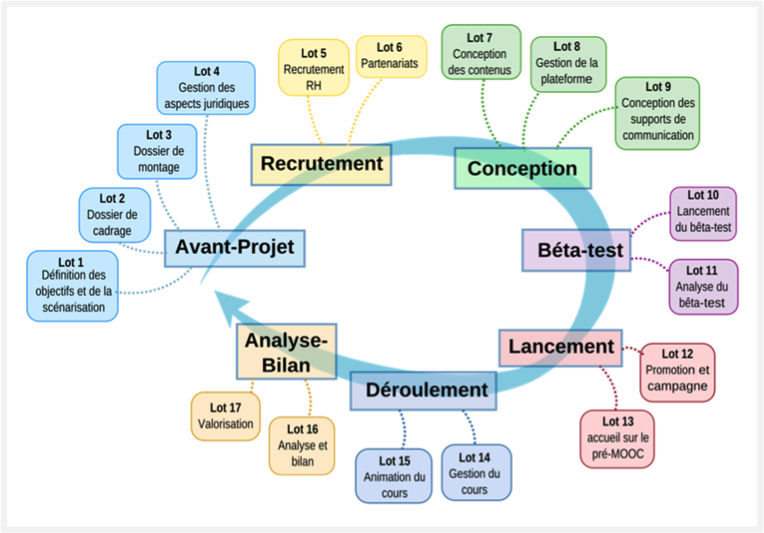 Lot 1
Définition des
objectifs et de la
scénarisation
Lot 2
Dossier de
cadrage
Lot 3
Dossier de
montage
Lot 4
Gestion des
aspects juridiques
Avant-Projet
Lot 5
Recrutement
RH
Lot 6
Partenariats
Recrutement
Lot 7
Conception
des contenus
Lot 8
Gestion de la
plateforme
Lot 9
Conception des
supports de
communication
Conception
Lot 10
Lancement
du bêta-test
Lot 11
Analyse du
bêta-test
Béta-test
Lancement
Lot 12
Promotion et
campagne
Lot 13
accueil sur le
pré-MOOC
Déroulement
Lot 14
Gestion du
cours
Lot 15
Animation du
cours
Analyse-
Bilan
Lot 16
Analyse et
bilan
Lot 17
Valorisation